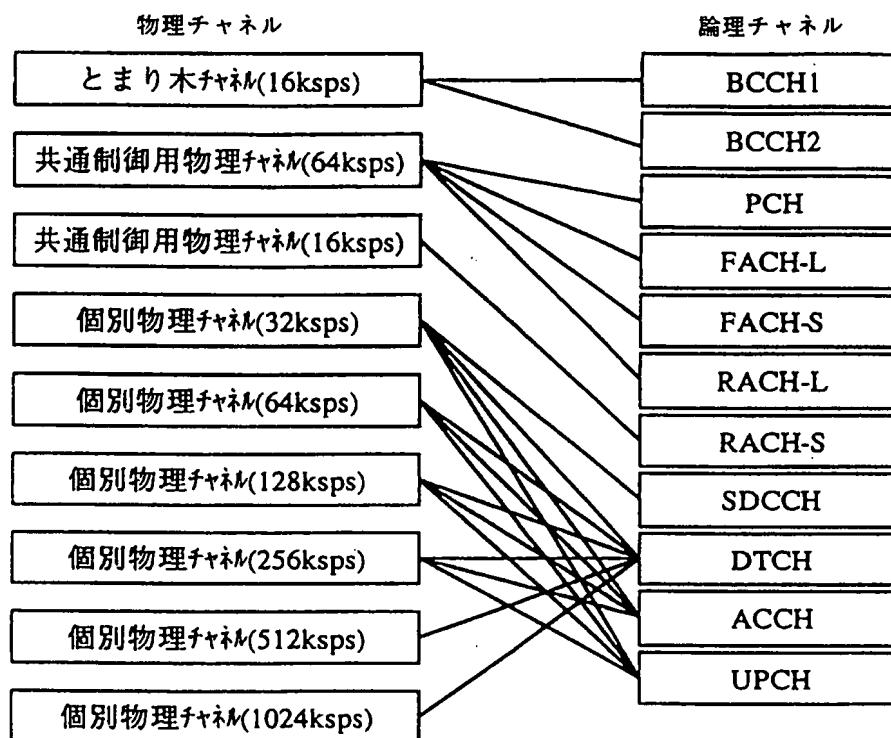 物理チャネル
とまり木ﾁｬﾈﾙ(16ksps)
共通制御用物理ﾁｬﾈﾙ(64ksps)
共通制御用物理ﾁｬﾈﾙ(16ksps)
個別物理ﾁｬﾈﾙ(32ksps)
個別物理ﾁｬﾈﾙ(64ksps)
個別物理ﾁｬﾈﾙ(128ksps)
個別物理ﾁｬﾈﾙ(256ksps)
個別物理ﾁｬﾈﾙ(512ksps)
個別物理ﾁｬﾈﾙ(1024ksps)
論理チャネル
BCCH1
BCCH2
PCH
FACH-L
FACH-S
RACH-L
RACH-S
SDCCH
DTCH
ACCH
UPCH